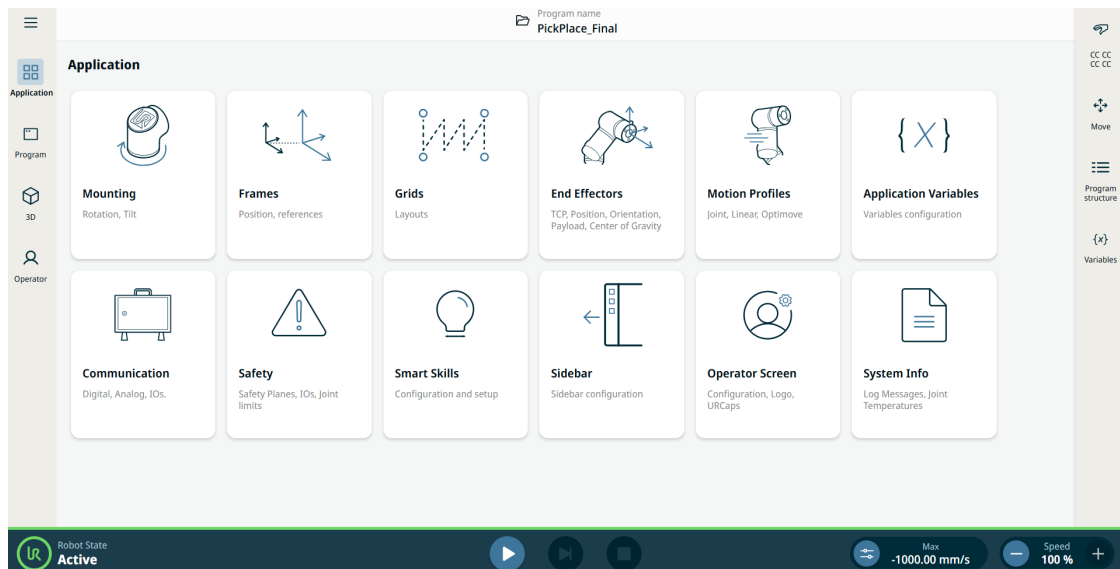 Program name
PickPlace_Final
Application
Application
Program
3D
Operator
Mounting
Rotation, Tilt
Frames
Position, references
Grids
Layouts
End Effectors
TCP, Position, Orientation,
Payload, Center of Gravity
Motion Profiles
Joint, Linear, Optimove
{X}
Application Variables
Variables configuration
Communication
Digital, Analog, IOs.
Safety
Safety Planes, IOs, Joint
limits
Smart Skills
Configuration and setup
Sidebar
Sidebar configuration
Operator Screen
Configuration, Logo,
URCaps
System Info
Log Messages, Joint
Temperatures
CC CC
CC CC
Move
Program
structure
{x}
Variables
UR
Robot State
Active
Max
-1000.00 mm/s
Speed
100 %